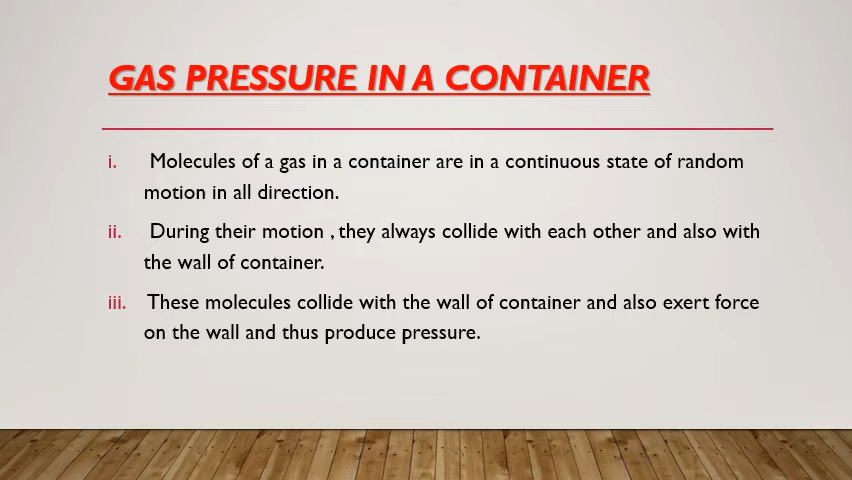 GAS PRESSURE IN A CONTAINER
i. Molecules of a gas in a container are in a continuous state of random
motion in all direction.
ii. During their motion , they always collide with each other and also with
the wall of container.
iii. These molecules collide with the wall of container and also exert force
on the wall and thus produce pressure.